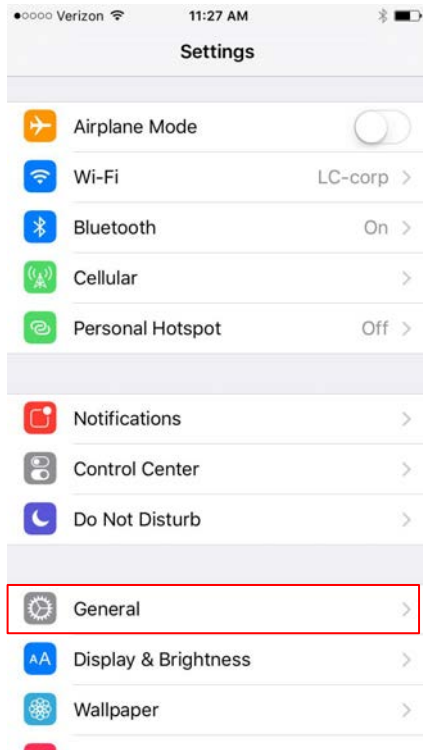 Verizon 11:27 AM
Settings
Airplane Mode
Wi-Fi LC-corp
Bluetooth On
Cellular
Personal Hotspot Off
Notifications
Control Center
Do Not Disturb
General
AA Display & Brightness
Wallpaper